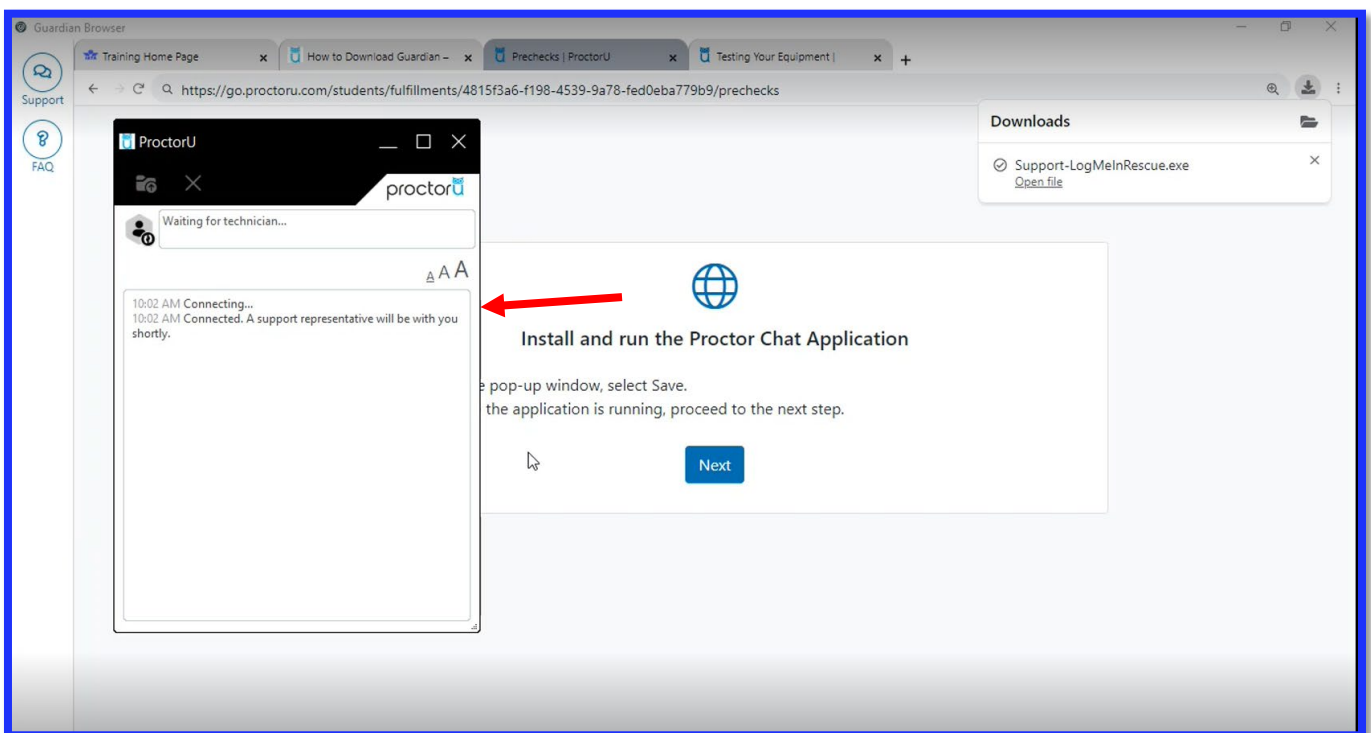 Guardian Browser
Training Home Page
How to Download Guardian –
Prechecks | ProctorU
Testing Your Equipment |
Support
https://go.proctoru.com/students/fulfillments/4815f3a6-f198-4539-9a78-fed0eba779b9/prechecks
FAQ
Downloads
Support-LogMeInRescue.exe
Open file
ProctorU
proctoru
Waiting for technician...
A A A
10:02 AM Connecting...
10:02 AM Connected. A support representative will be with you
shortly.
Install and run the Proctor Chat Application
pop-up window, select Save.
the application is running, proceed to the next step.
Next